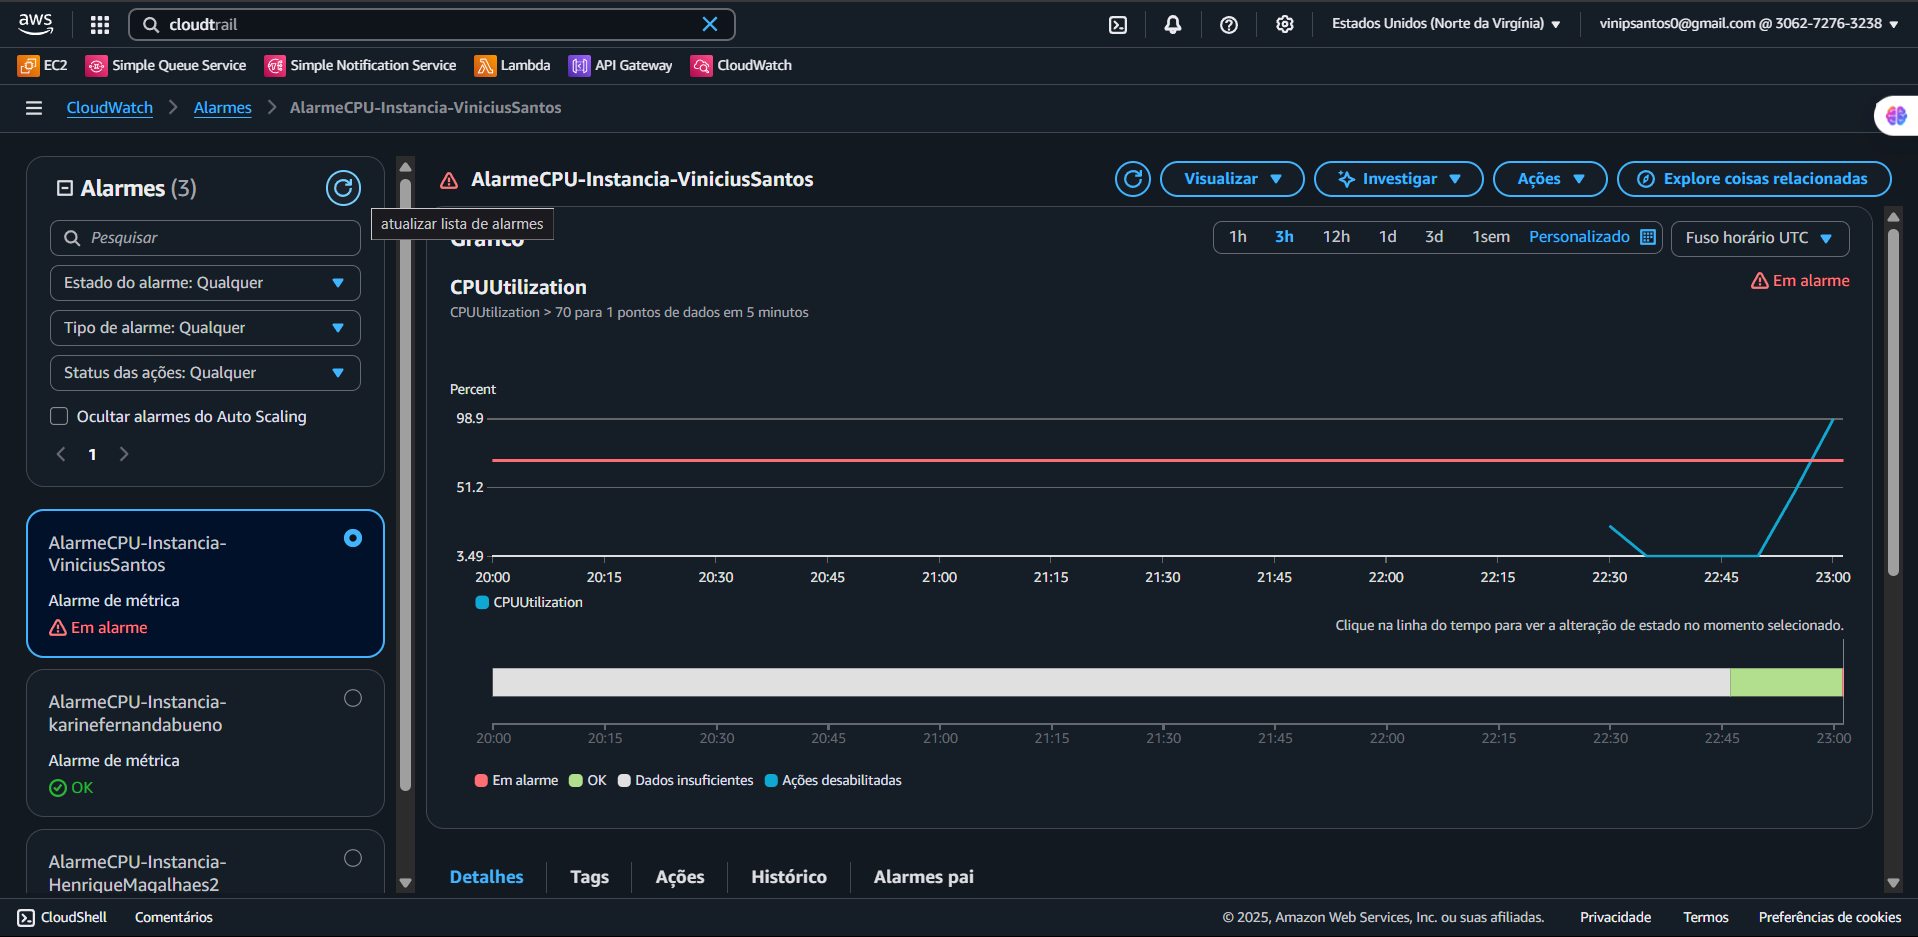 aws
cloudtrail
Estados Unidos (Norte da Virgínia)
vinipsantos0@gmail.com @ 3062-7276-3238
EC2
Simple Queue Service
Simple Notification Service
Lambda
API Gateway
CloudWatch
CloudWatch
Alarmes
AlarmeCPU-Instancia-ViniciusSantos
Alarmes (3)
Pesquisar
Estado do alarme: Qualquer
Tipo de alarme: Qualquer
Status das ações: Qualquer
Ocultar alarmes do Auto Scaling
1
AlarmeCPU-Instancia-
ViniciusSantos
Alarme de métrica
Em alarme
AlarmeCPU-Instancia-
karinefernandabueno
Alarme de métrica
OK
AlarmeCPU-Instancia-
HenriqueMagalhaes2
atualizar lista de alarmes
AlarmeCPU-Instancia-ViniciusSantos
Visualizar
Investigar
Ações
Explore coisas relacionadas
Gráfico
1h 3h 12h 1d 3d 1sem Personalizado
Fuso horário UTC
CPUUtilization
Em alarme
CPUUtilization > 70 para 1 pontos de dados em 5 minutos
Percent
98.9
51.2
3.49
20:00 20:15 20:30 20:45 21:00 21:15 21:30 21:45 22:00 22:15 22:30 22:45 23:00
CPUUtilization
Clique na linha do tempo para ver a alteração de estado no momento selecionado.
20:00 20:15 20:30 20:45 21:00 21:15 21:30 21:45 22:00 22:15 22:30 22:45 23:00
Em alarme OK Dados insuficientes Ações desabilitadas
Detalhes
Tags
Ações
Histórico
Alarmes pai
CloudShell
Comentários
© 2025, Amazon Web Services, Inc. ou suas afiliadas.
Privacidade
Termos
Preferências de cookies